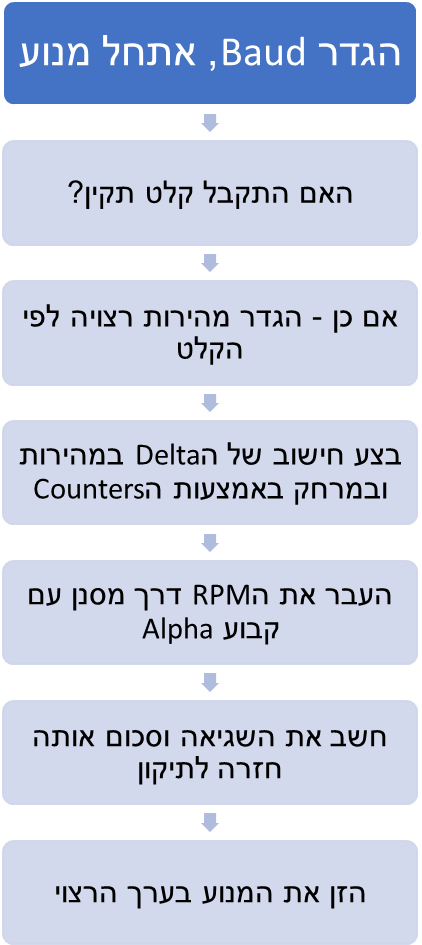 הגדר Baud, אתחל מנוע
האם התקבל קלט תקין?
אם כן - הגדר מהירות רצויה לפי
הקלט
בצע חישוב של הDelta במהירות
ובמרחק באמצעות הCounters
העבר את הRPM דרך מסנן עם
קבוע Alpha
חשב את השגיאה וסכום אותה
חזרה לתיקון
הזן את המנוע בערך הרצוי